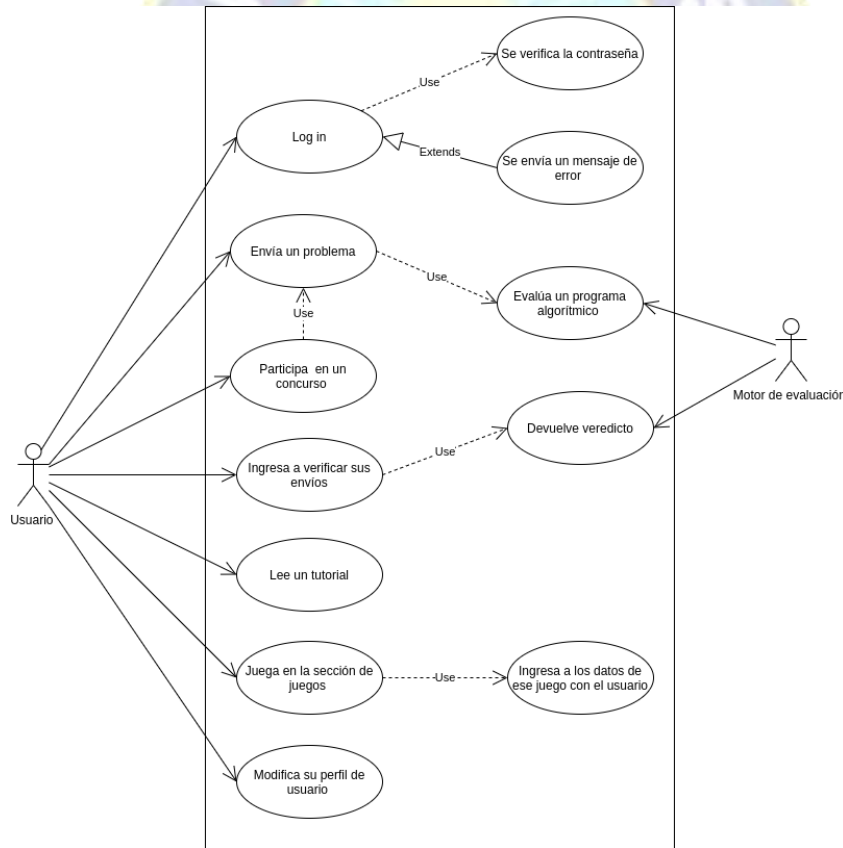 Se verifica la contraseña
Use
Log in
Extends
Se envía un mensaje de
error
Envía un problema
Use
Evalúa un programa
algorítmico
Use
Participa en un
concurso
Motor de evaluación
Devuelve veredicto
Use
Ingresa a verificar sus
envíos
Usuario
Lee un tutorial
Juega en la sección de
juegos
Use
Ingresa a los datos de
ese juego con el usuario
Modifica su perfil de
usuario